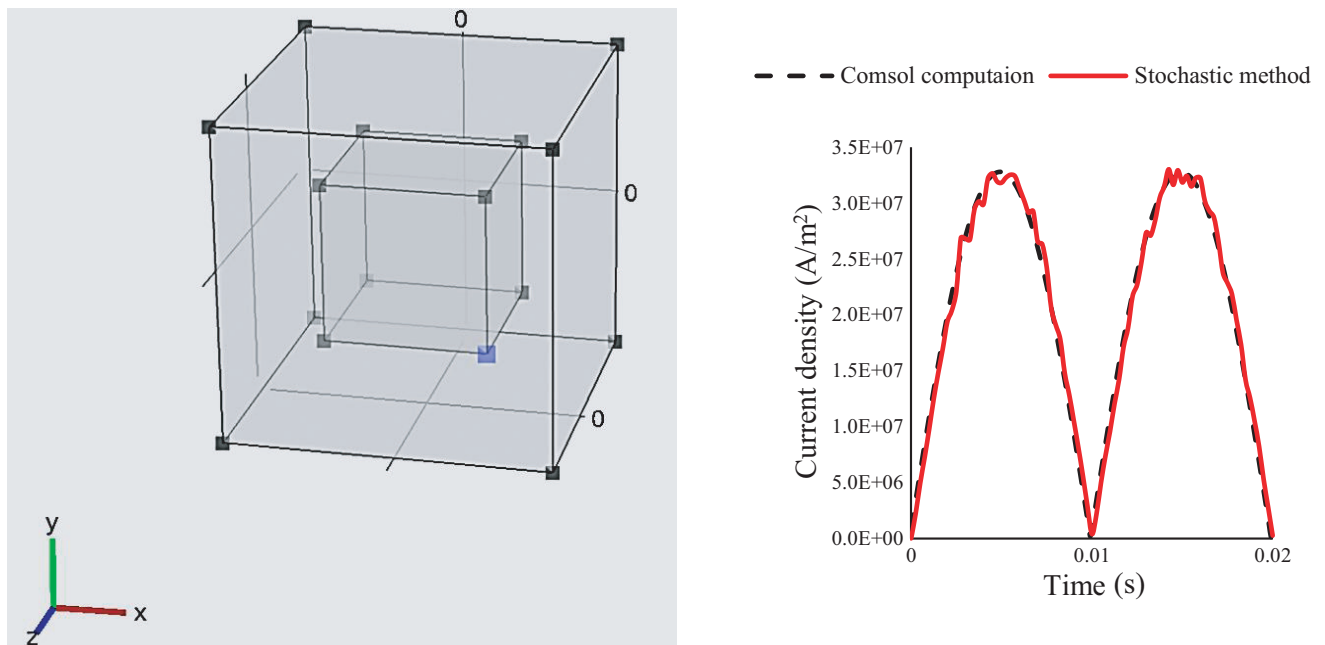 0
0
0
y
x
z
Comsol computaion
Stochastic method
Current density (A/m²)
3.5E+07
3.0E+07
2.5E+07
2.0E+07
1.5E+07
1.0E+07
5.0E+06
0.0E+00
0 0.01 0.02
Time (s)